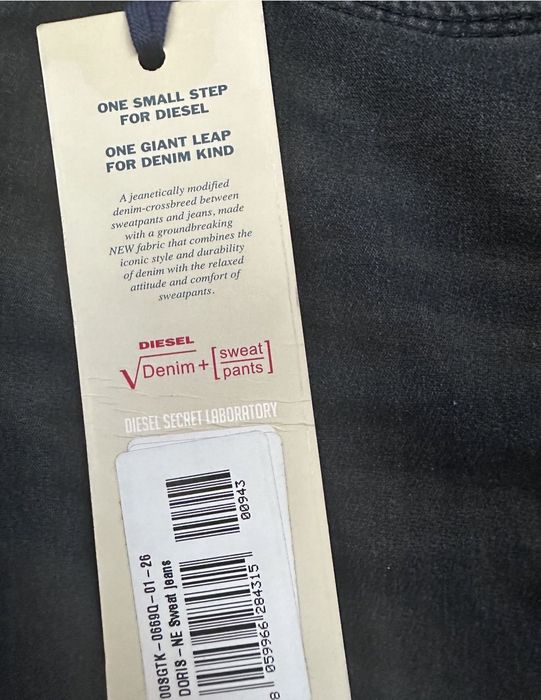 ONE SMALL STEP
FOR DIESEL
ONE GIANT LEAP
FOR DENIM KIND
A jeanetically modified
denim-crossbreed between
sweatpants and jeans, made
with a groundbreaking
NEW fabric that combines the
iconic style and durability
of denim with the relaxed
attitude and comfort of
sweatpants.
DIESEL
√Denim + [sweat
pants]
DIESEL SECRET LABORATORY
00943
00SGTK-0669Q-01-26
DORIS-NE Sweat jeans
8 059966 284315